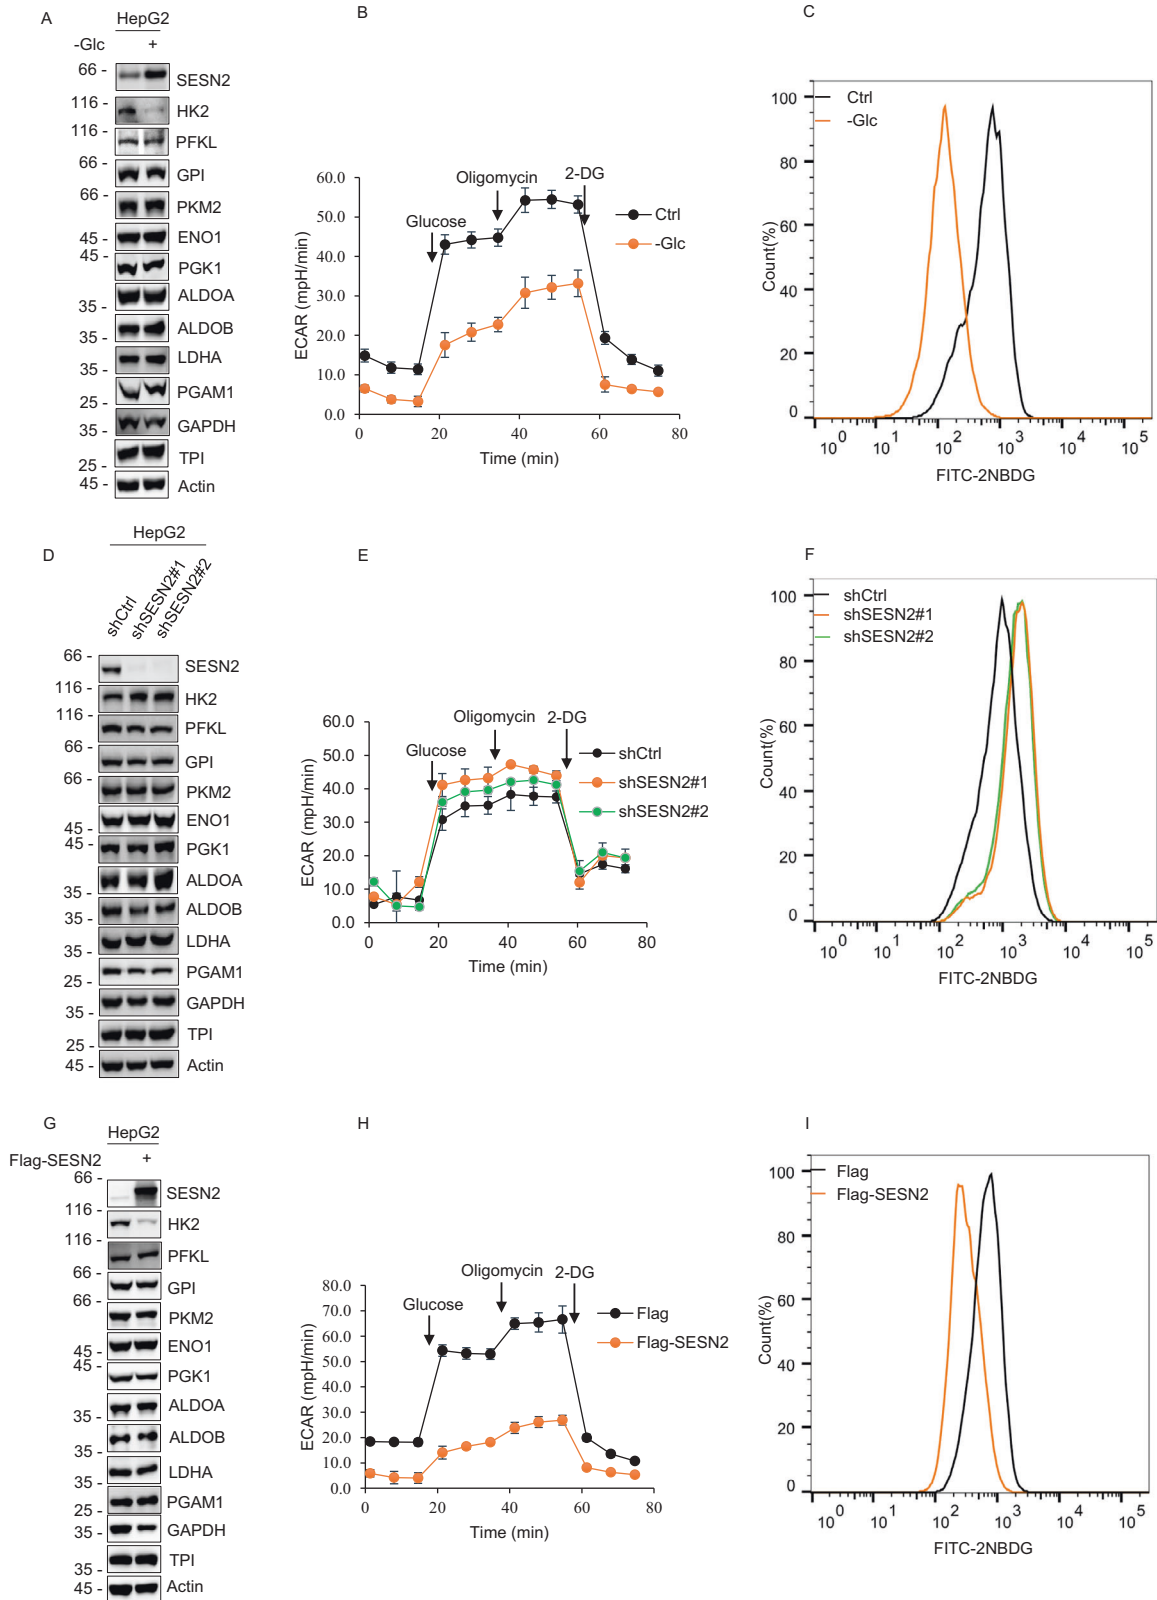 A
HepG2
-Glc +
66 - SESN2
116 - HK2
116 - PFKL
66 - GPI
66 - PKM2
45 - ENO1
45 - PGK1
35 - ALDOA
35 - ALDOB
35 - LDHA
25 - PGAM1
35 - GAPDH
25 - TPI
45 - Actin
B
60.0
50.0
40.0
30.0
20.0
10.0
0.0
ECAR (mpH/min)
Glucose
Oligomycin
2-DG
Ctrl
-Glc
0 20 40 60 80
Time (min)
C
Ctrl
-Glc
100
80
60
40
20
0
Count(%)
10^0 10^1 10^2 10^3 10^4 10^5
FITC-2NBDG
D
HepG2
shCtrl
shSESN2#1
shSESN2#2
66 - SESN2
116 - HK2
116 - PFKL
66 - GPI
66 - PKM2
45 - ENO1
45 - PGK1
35 - ALDOA
35 - ALDOB
35 - LDHA
25 - PGAM1
35 - GAPDH
25 - TPI
45 - Actin
E
60.0
50.0
40.0
30.0
20.0
10.0
0.0
ECAR (mpH/min)
Glucose
Oligomycin
2-DG
shCtrl
shSESN2#1
shSESN2#2
0 20 40 60 80
Time (min)
F
shCtrl
shSESN2#1
shSESN2#2
100
80
60
40
20
0
Count(%)
10^0 10^1 10^2 10^3 10^4 10^5
FITC-2NBDG
G
HepG2
Flag-SESN2 +
66 - SESN2
116 - HK2
116 - PFKL
66 - GPI
66 - PKM2
45 - ENO1
45 - PGK1
35 - ALDOA
35 - ALDOB
35 - LDHA
25 - PGAM1
35 - GAPDH
35 - TPI
45 - Actin
H
80.0
70.0
60.0
50.0
40.0
30.0
20.0
10.0
0.0
ECAR (mpH/min)
Glucose
Oligomycin
2-DG
Flag
Flag-SESN2
0 20 40 60 80
Time (min)
I
Flag
Flag-SESN2
100
80
60
40
20
0
Count(%)
10^0 10^1 10^2 10^3 10^4 10^5
FITC-2NBDG